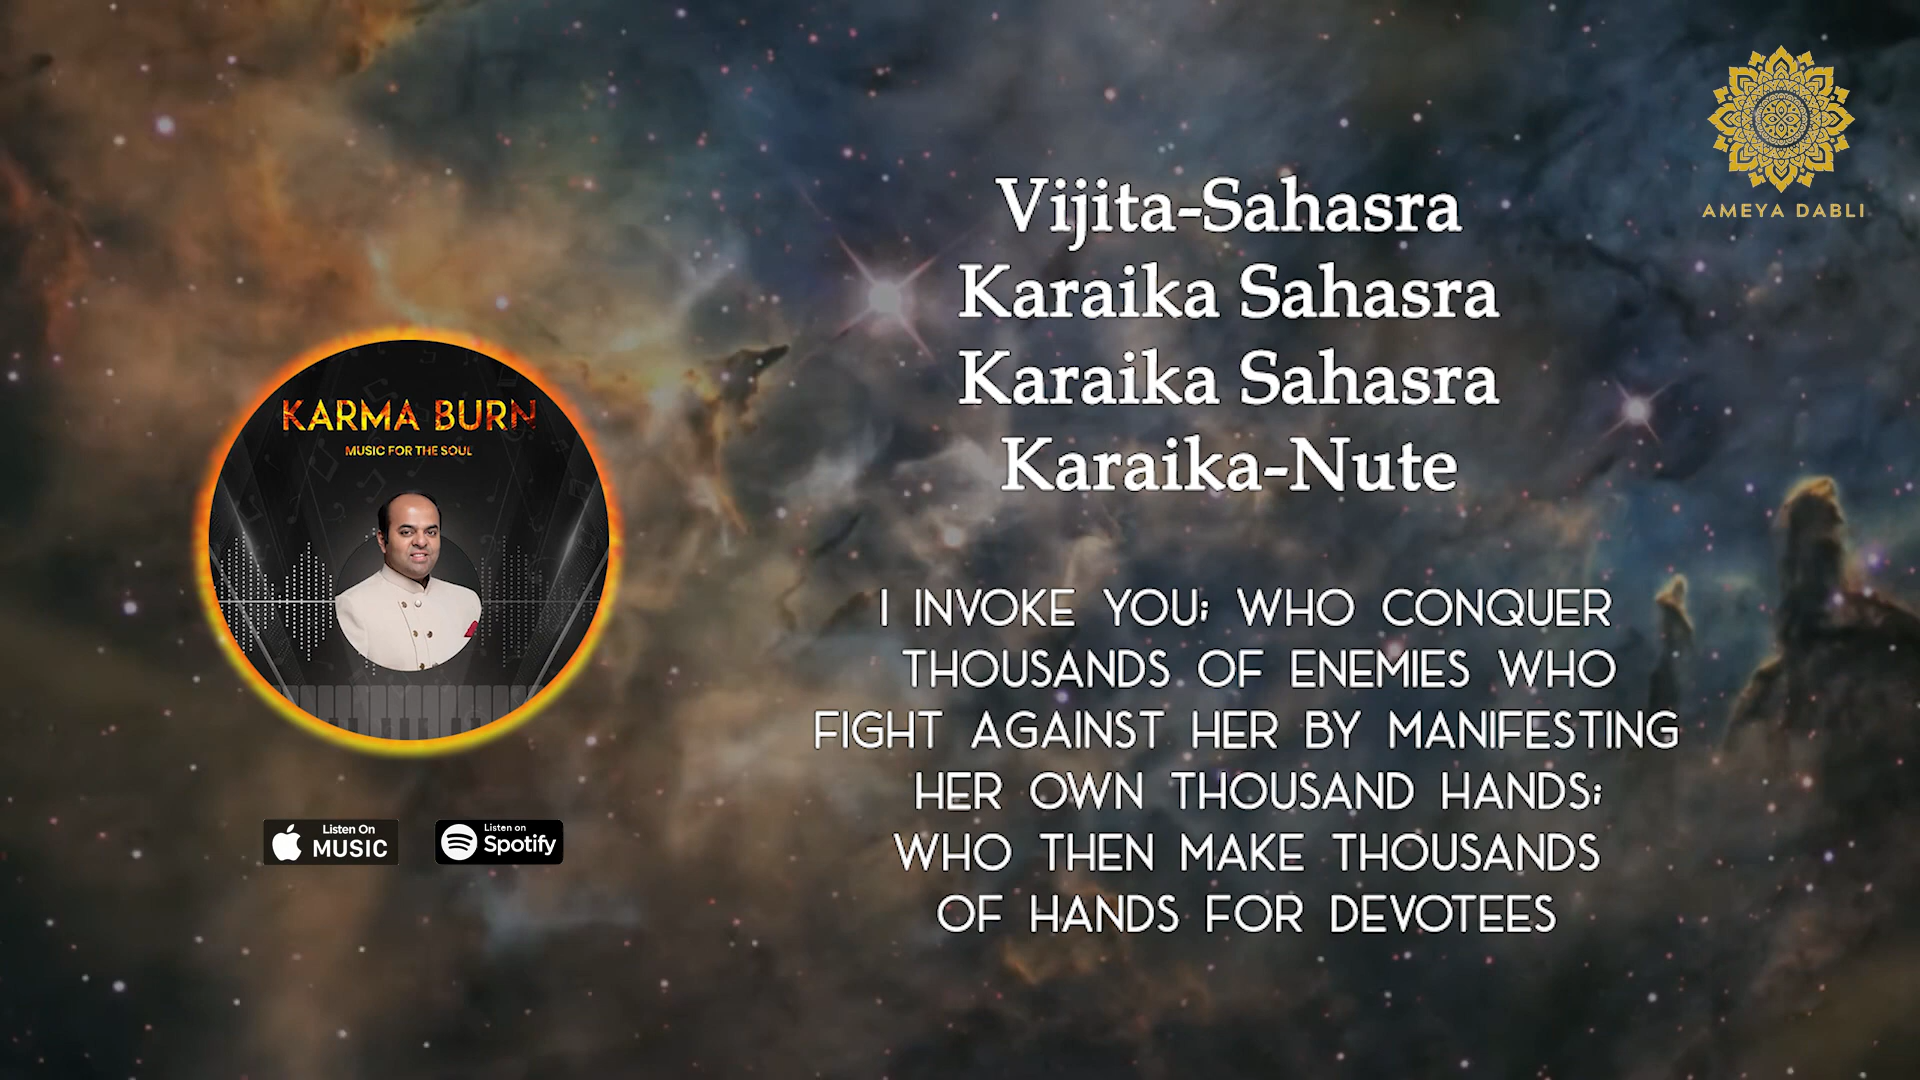 AMEYA DABLI
Vijita-Sahasra
Karaika Sahasra
Karaika Sahasra
Karaika-Nute
KARMA BURN
MUSIC FOR THE SOUL
I INVOKE YOU; WHO CONQUER
THOUSANDS OF ENEMIES WHO
FIGHT AGAINST HER BY MANIFESTING
HER OWN THOUSAND HANDS;
WHO THEN MAKE THOUSANDS
OF HANDS FOR DEVOTEES
Listen On
MUSIC
Listen on
Spotify